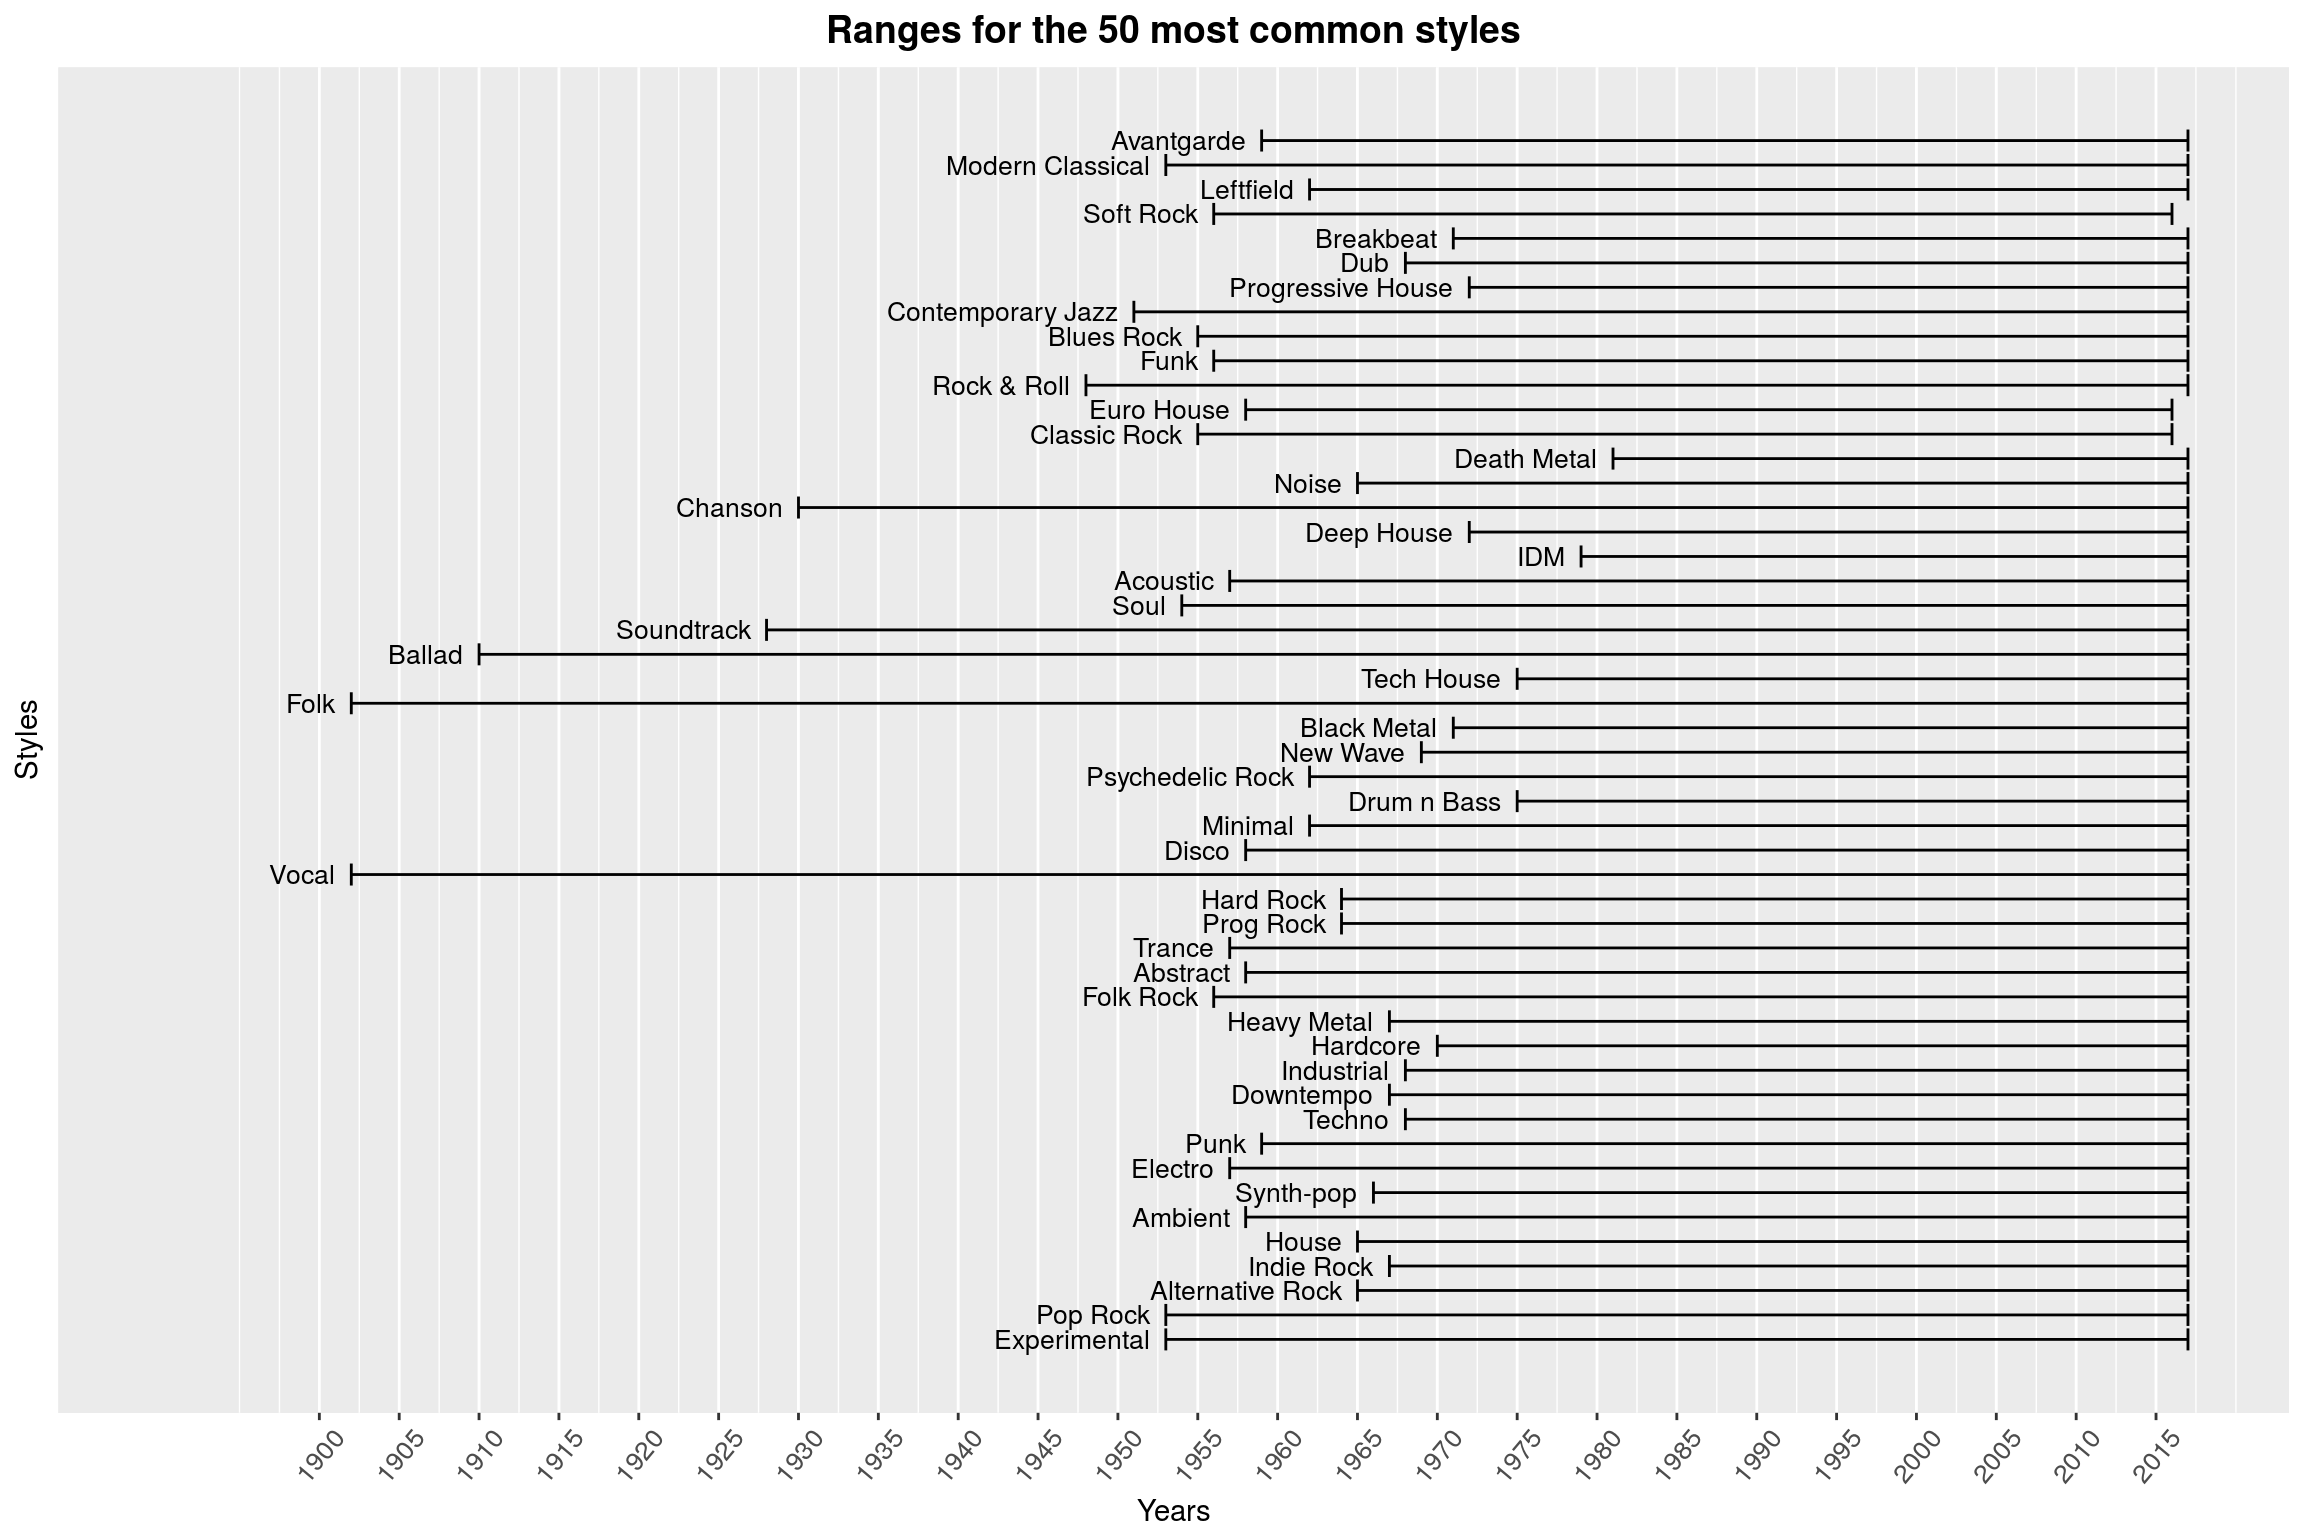 Ranges for the 50 most common styles
Avantgarde
Modern Classical
Leftfield
Soft Rock
Breakbeat
Dub
Progressive House
Contemporary Jazz
Blues Rock
Funk
Rock & Roll
Euro House
Classic Rock
Death Metal
Noise
Chanson
Deep House
IDM
Acoustic
Soul
Soundtrack
Ballad
Tech House
Folk
Black Metal
New Wave
Psychedelic Rock
Drum n Bass
Minimal
Disco
Vocal
Hard Rock
Prog Rock
Trance
Abstract
Folk Rock
Heavy Metal
Hardcore
Industrial
Downtempo
Techno
Punk
Electro
Synth-pop
Ambient
House
Indie Rock
Alternative Rock
Pop Rock
Experimental
Styles
1900 1905 1910 1915 1920 1925 1930 1935 1940 1945 1950 1955 1960 1965 1970 1975 1980 1985 1990 1995 2000 2005 2010 2015
Years